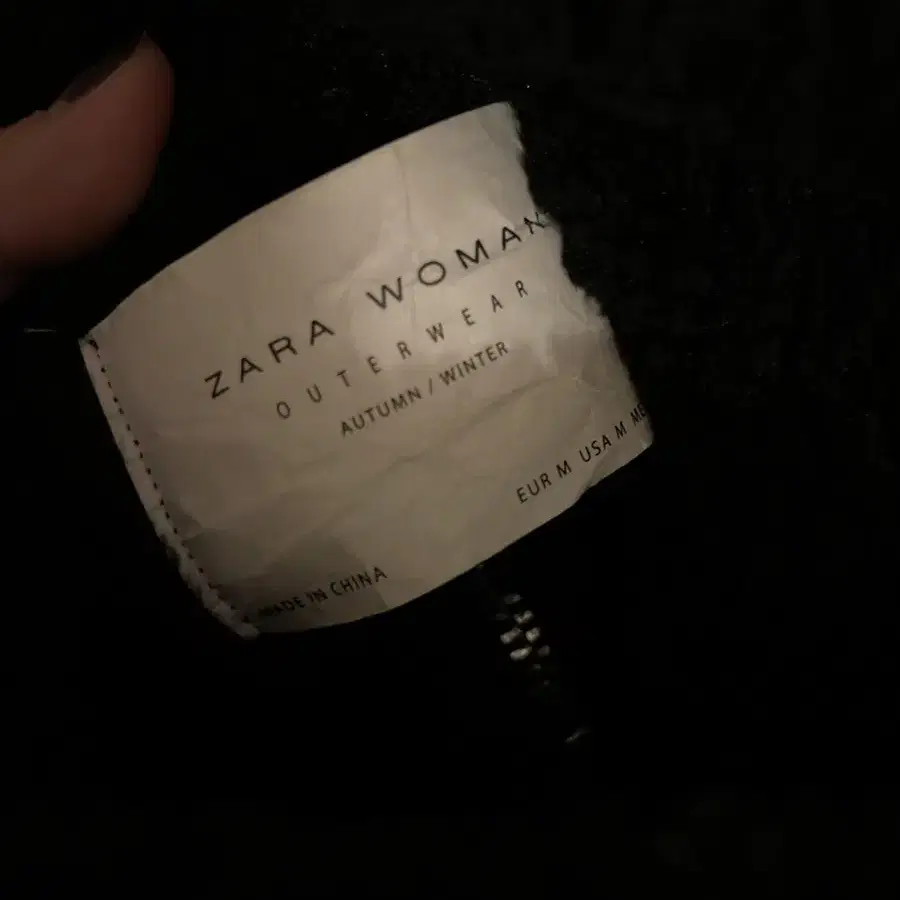 ZARA WOMAN
OUTERWEAR
AUTUMN / WINTER
EUR M USA M
MADE IN CHINA